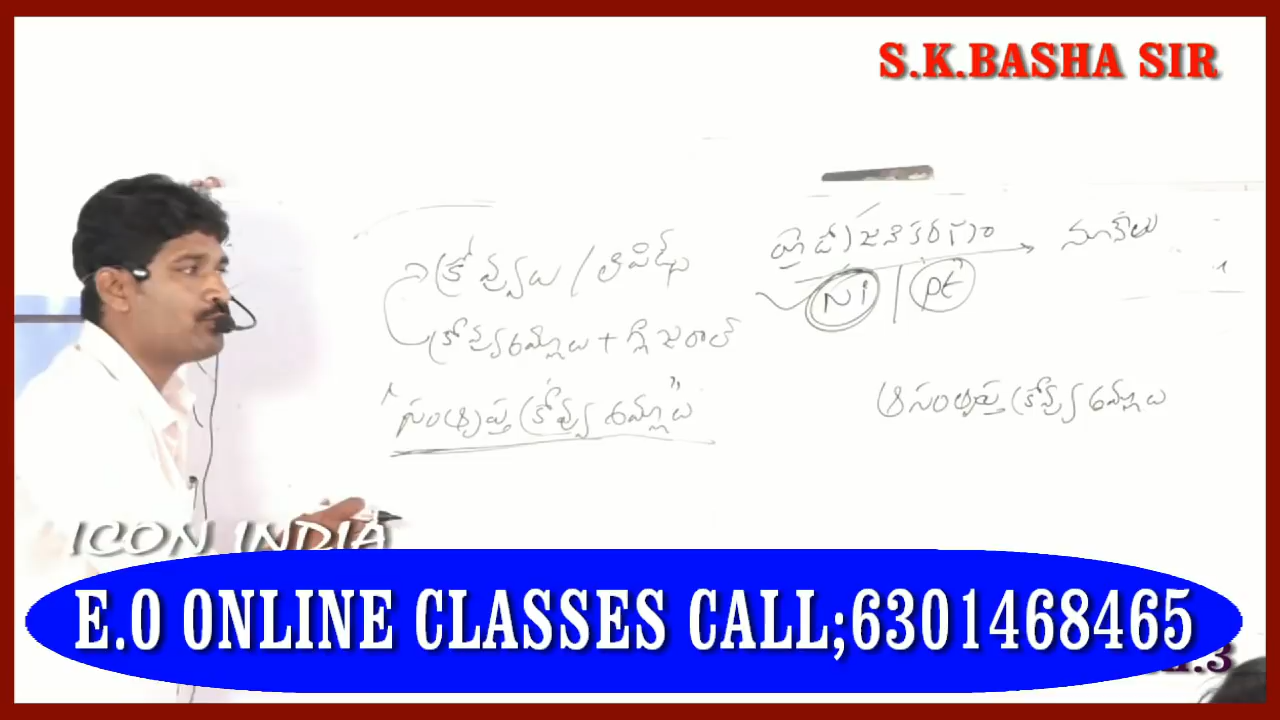 S.K.BASHA SIR
క్రొవ్వులు / లిపిడ్స్
క్రొవ్వుఆమ్లాలు + గ్లిజరాల్
"సంతృప్త క్రొవ్వు ఆమ్లాలు"
హైడ్రోజనీకరణం → నూనెలు
Ni | Pt
అసంతృప్త క్రొవ్వు ఆమ్లాలు
ICON INDIA
E.O ONLINE CLASSES CALL;6301468465